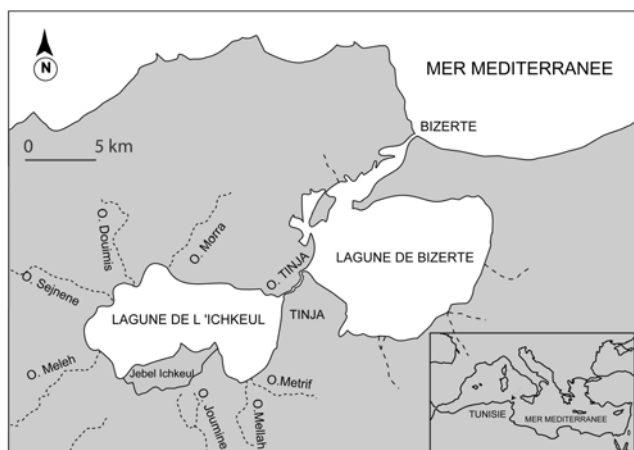 N
MER MEDITERRANEE
BIZERTE
0 5 km
O. Douimis
O. Morra
O. Sejnene
O. TINJA
LAGUNE DE BIZERTE
LAGUNE DE L 'ICHKEUL
TINJA
O. Meleh
Jebel Ichkeul
O.Metrif
O. Joumine
O.Mellah
TUNISIE
MER MEDITERRANEE